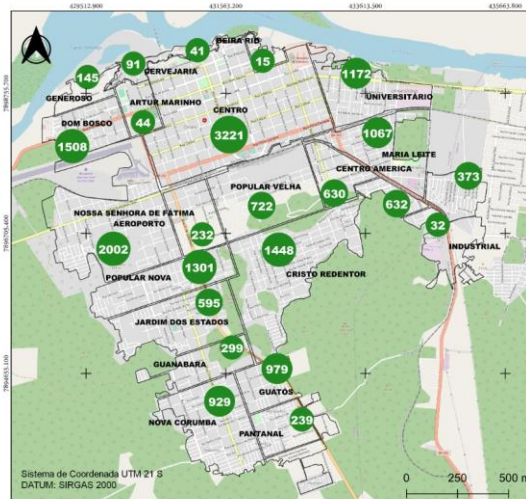 429512.900 431563.200 433613.500 435663.800
7898755.700
7896705.400
7894655.100
BEIRA RIO
41
15
91
CERVEJARIA
145
GENEROSO
1172
UNIVERSITÁRIO
ARTUR MARINHO
CENTRO
DOM BOSCO
44
3221
1067
1508
MARIA LEITE
CENTRO AMERICA
373
POPULAR VELHA
630
722
632
NOSSA SENHORA DE FÁTIMA
AEROPORTO
232
32
2002
1448
INDUSTRIAL
1301
CRISTO REDENTOR
POPULAR NOVA
595
JARDIM DOS ESTADOS
299
GUANABARA
979
GUATÓS
929
NOVA CORUMBA
239
PANTANAL
Sistema de Coordenada UTM 21 S
DATUM: SIRGAS 2000
0 250 500 m